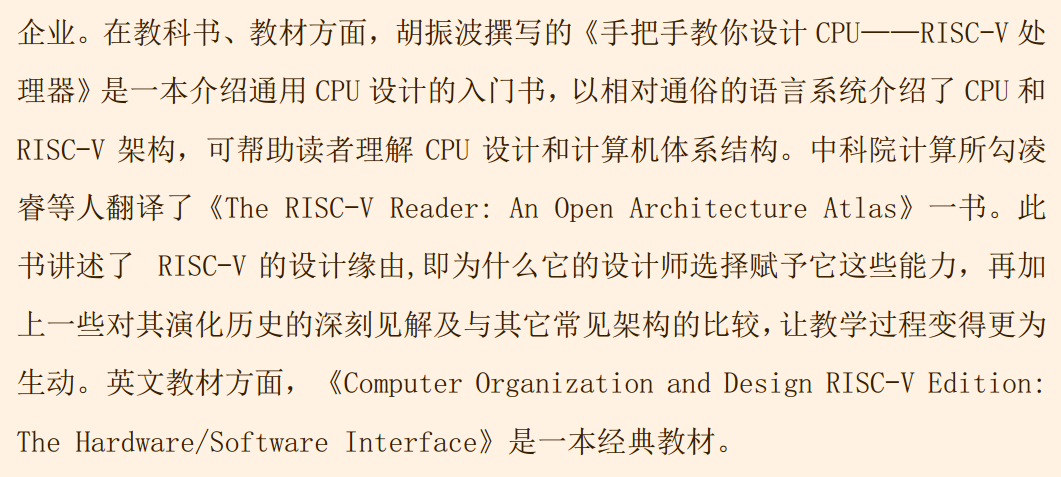 企业。在教科书、教材方面，胡振波撰写的《手把手教你设计 CPU——RISC-V 处
理器》是一本介绍通用 CPU 设计的入门书，以相对通俗的语言系统介绍了 CPU 和
RISC-V 架构，可帮助读者理解 CPU 设计和计算机体系结构。中科院计算所勾凌
睿等人翻译了《The RISC-V Reader: An Open Architecture Atlas》一书。此
书讲述了 RISC-V 的设计缘由,即为什么它的设计师选择赋予它这些能力，再加
上一些对其演化历史的深刻见解及与其它常见架构的比较，让教学过程变得更为
生动。英文教材方面，《Computer Organization and Design RISC-V Edition:
The Hardware/Software Interface》是一本经典教材。